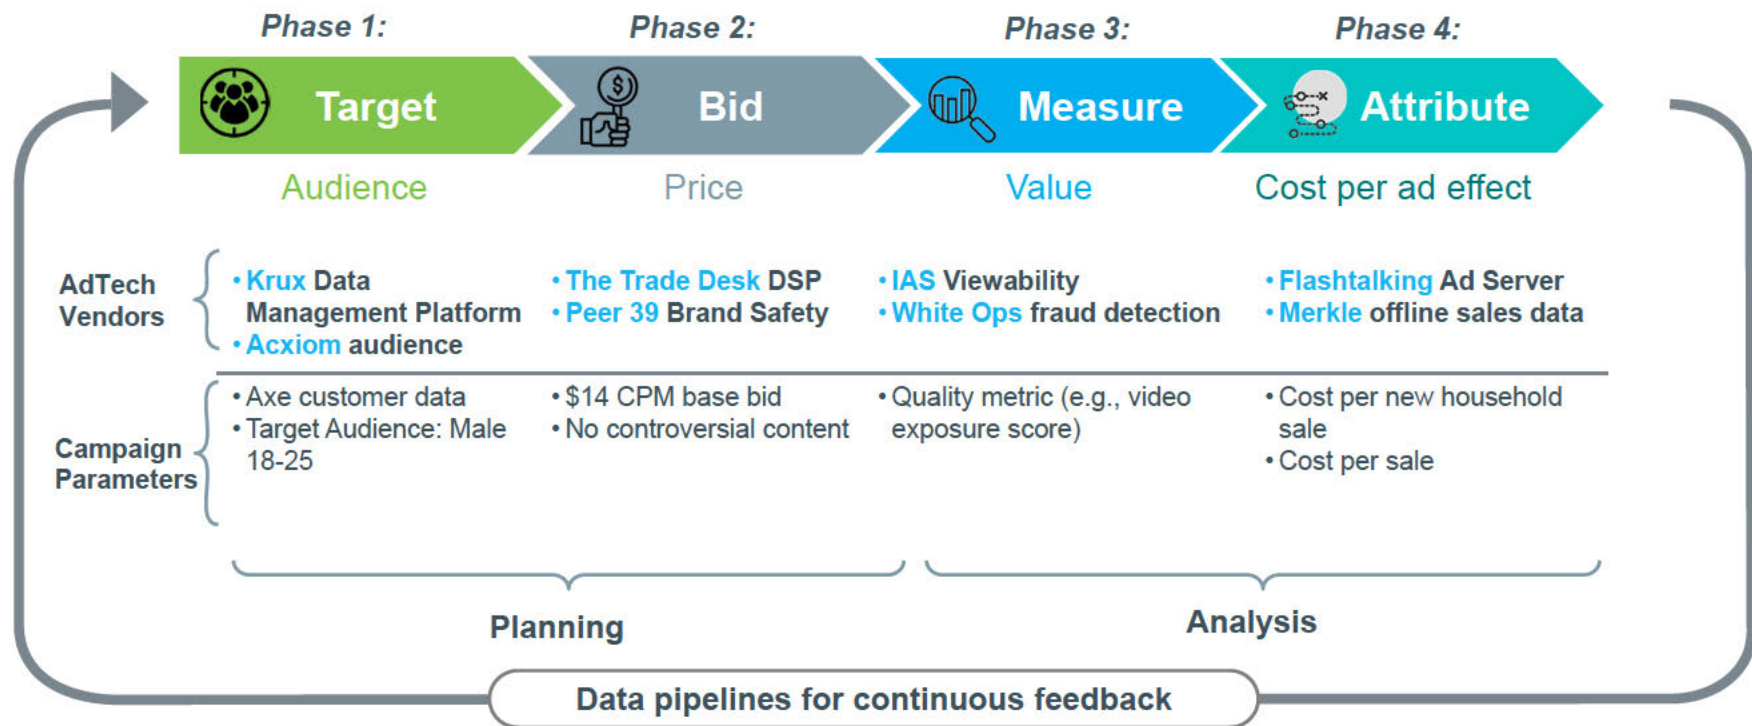 Phase 1:
Phase 2:
Phase 3:
Phase 4:
Target
Bid
Measure
Attribute
Audience
Price
Value
Cost per ad effect
AdTech
Vendors
• Krux Data
Management Platform
• Acxiom audience
• The Trade Desk DSP
• Peer 39 Brand Safety
• IAS Viewability
• White Ops fraud detection
• Flashtalking Ad Server
• Merkle offline sales data
Campaign
Parameters
• Axe customer data
• Target Audience: Male
18-25
• $14 CPM base bid
• No controversial content
• Quality metric (e.g., video
exposure score)
• Cost per new household
sale
• Cost per sale
Planning
Analysis
Data pipelines for continuous feedback